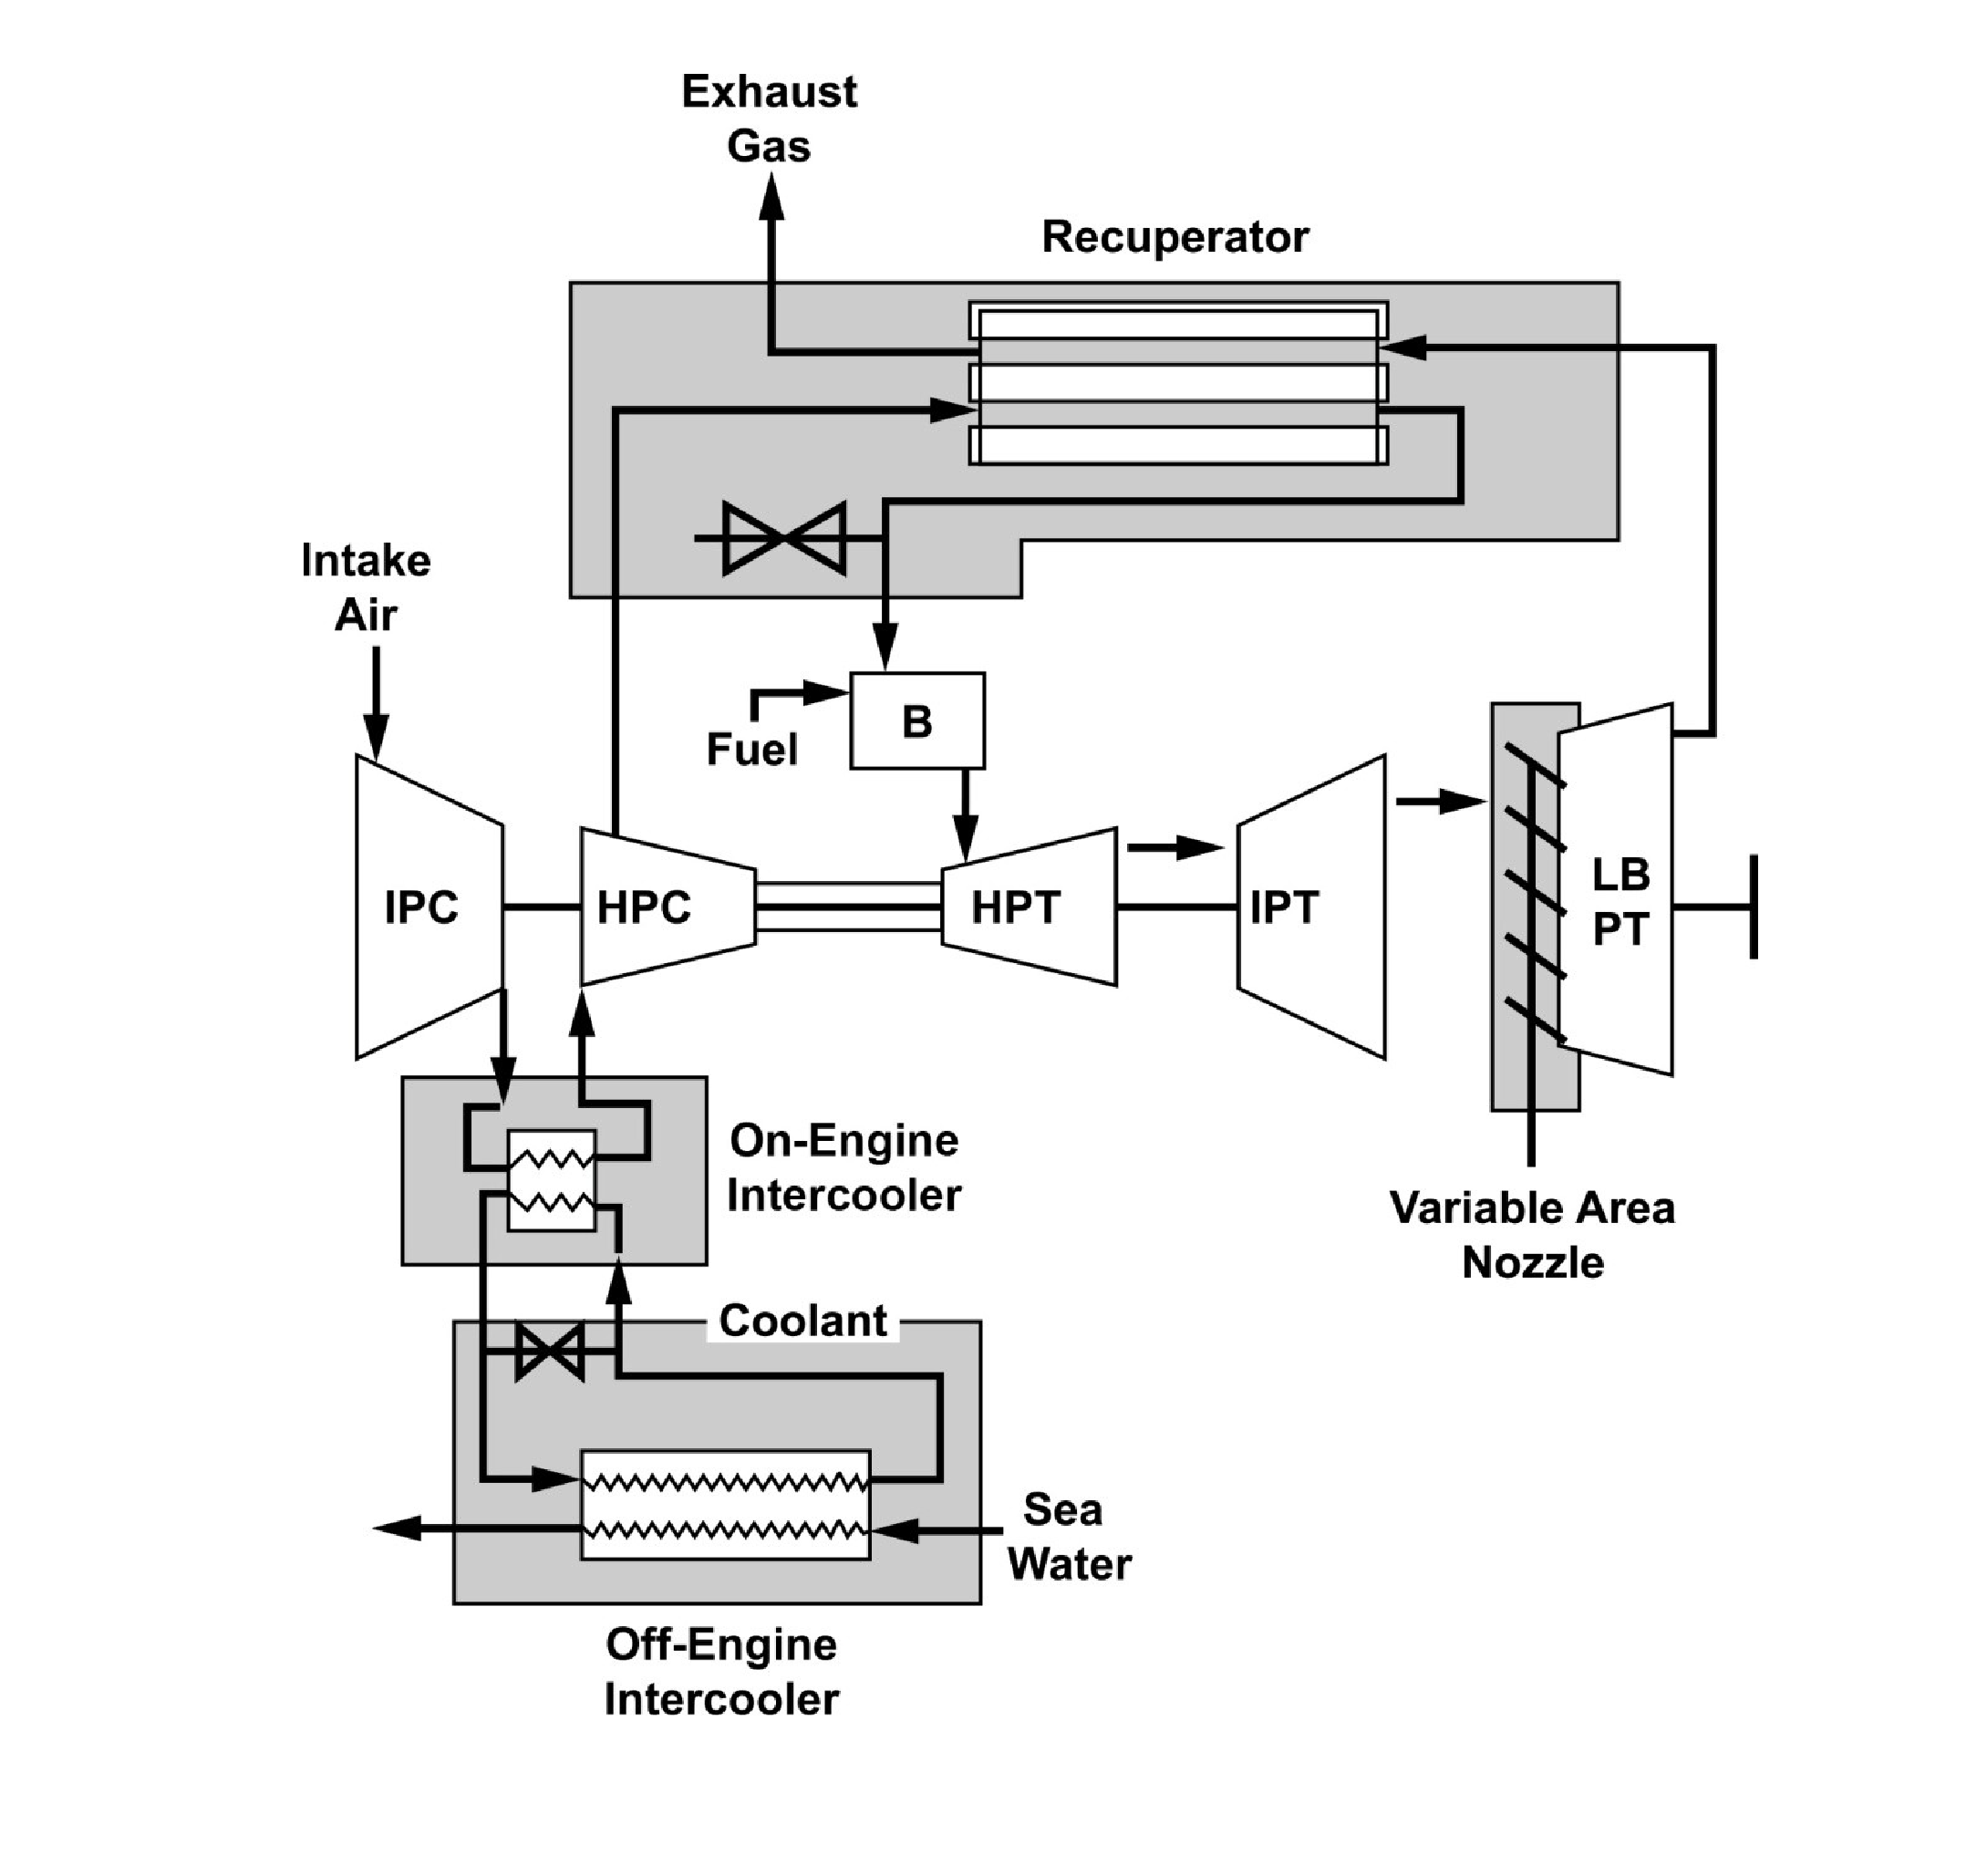 Exhaust
Gas
Recuperator
Intake
Air
Fuel
B
IPC
HPC
HPT
IPT
LB
PT
On-Engine
Intercooler
Variable Area
Nozzle
Coolant
Sea
Water
Off-Engine
Intercooler